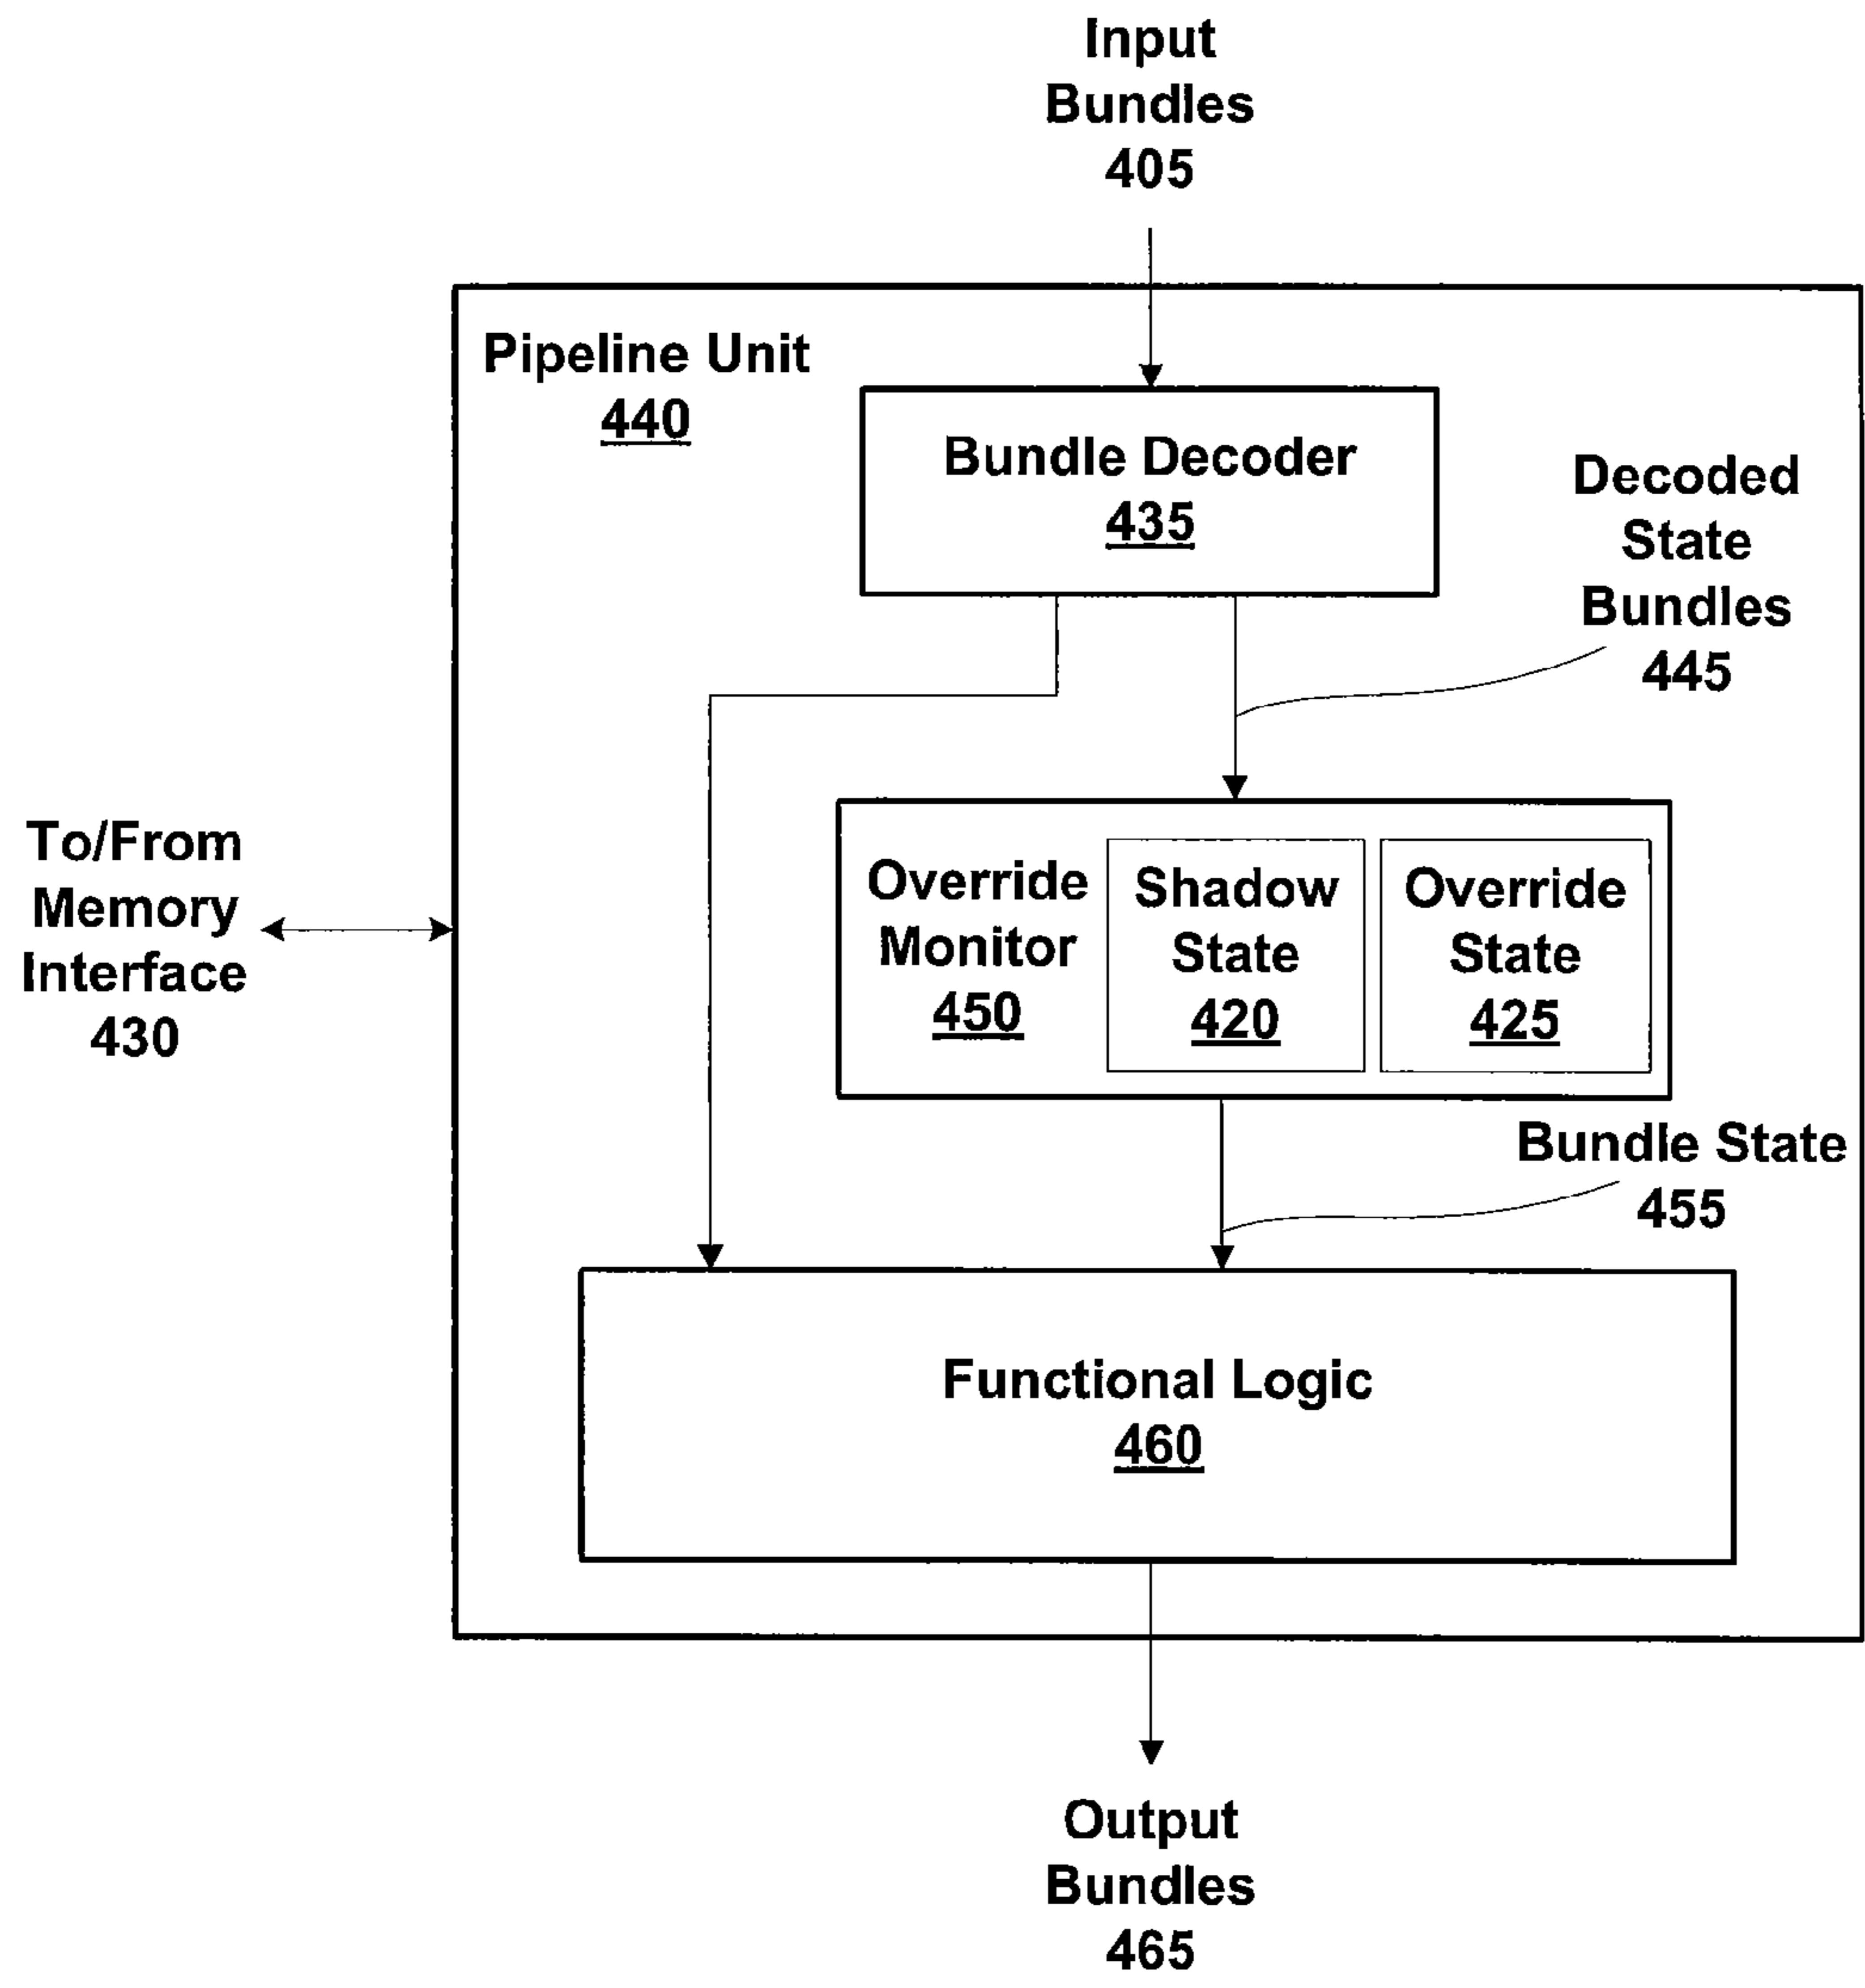 Input
Bundles
405
Pipeline Unit
440
Bundle Decoder
435
Decoded
State
Bundles
445
To/From
Memory
Interface
430
Override
Monitor
450
Shadow
State
420
Override
State
425
Bundle State
455
Functional Logic
460
Output
Bundles
465